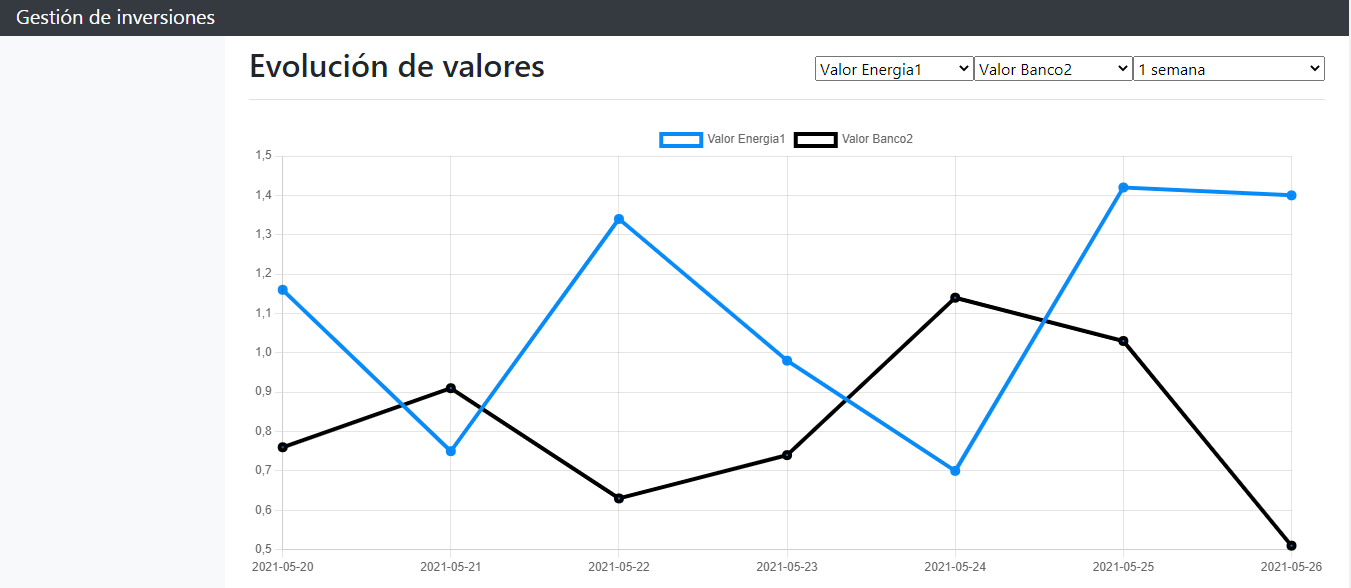 Gestión de inversiones
Evolución de valores
Valor Energia1 Valor Banco2 1 semana
Valor Energia1 Valor Banco2
1,5
1,4
1,3
1,2
1,1
1,0
0,9
0,8
0,7
0,6
0,5
2021-05-20 2021-05-21 2021-05-22 2021-05-23 2021-05-24 2021-05-25 2021-05-26